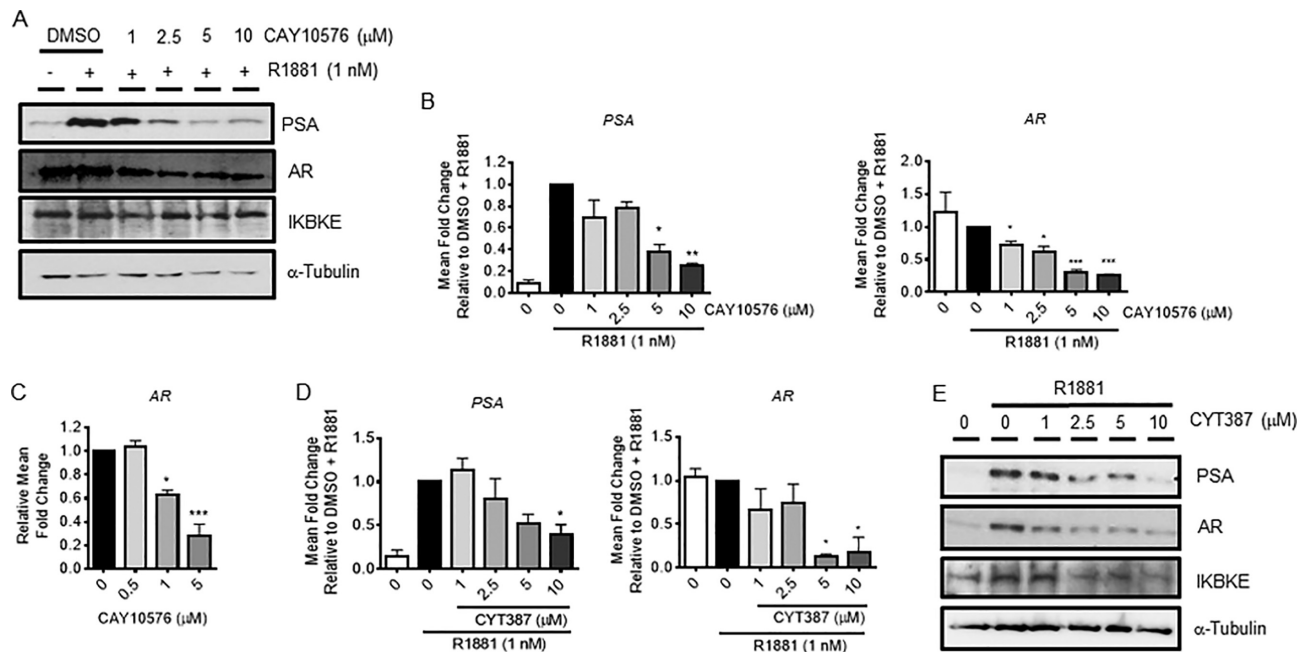 A
DMSO 1 2.5 5 10 CAY10576 (µM)
- + + + + + R1881 (1 nM)
PSA
AR
IKBKE
α-Tubulin
B
PSA
Mean Fold Change
Relative to DMSO + R1881
1.2
1.0
0.8
0.6
0.4
0.2
0.0
* **
0 0 1 2.5 5 10 CAY10576 (µM)
R1881 (1 nM)
AR
Mean Fold Change
Relative to DMSO + R1881
2.0
1.5
1.0
0.5
0.0
* * *** ***
0 0 1 2.5 5 10 CAY10576 (µM)
R1881 (1 nM)
C
AR
Relative Mean
Fold Change
1.2
1.0
0.8
0.6
0.4
0.2
0.0
* ***
0 0.5 1 5
CAY10576 (µM)
D
PSA
Mean Fold Change
Relative to DMSO + R1881
1.5
1.0
0.5
0.0
*
0 0 1 2.5 5 10
CYT387 (µM)
R1881 (1 nM)
AR
Mean Fold Change
Relative to DMSO + R1881
1.5
1.0
0.5
0.0
* *
0 0 1 2.5 5 10
CYT387 (µM)
R1881 (1 nM)
E
R1881
0 0 1 2.5 5 10 CYT387 (µM)
PSA
AR
IKBKE
α-Tubulin